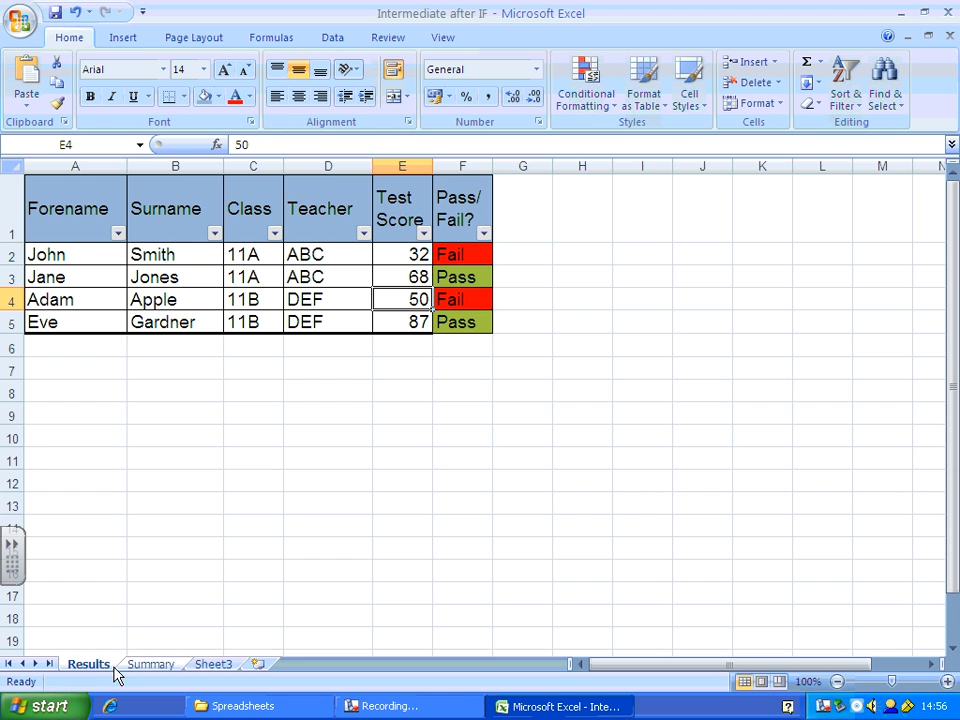 Intermediate after IF - Microsoft Excel
Home Insert Page Layout Formulas Data Review View
Paste
Arial 14
B I U
General
% ,
Conditional Formatting
Format as Table
Cell Styles
Insert
Delete
Format
Σ
Sort & Filter
Find & Select
Clipboard Font Alignment Number Styles Cells Editing
E4 fx 50
A B C D E F G H I J K L M N
1 Forename Surname Class Teacher Test Score Pass/ Fail?
2 John Smith 11A ABC 32 Fail
3 Jane Jones 11A ABC 68 Pass
4 Adam Apple 11B DEF 50 Fail
5 Eve Gardner 11B DEF 87 Pass
6
7
8
9
10
11
12
13
17
18
19
Results Summary Sheet3
Ready 100%
start Spreadsheets Recording... Microsoft Excel - Inte... 14:56